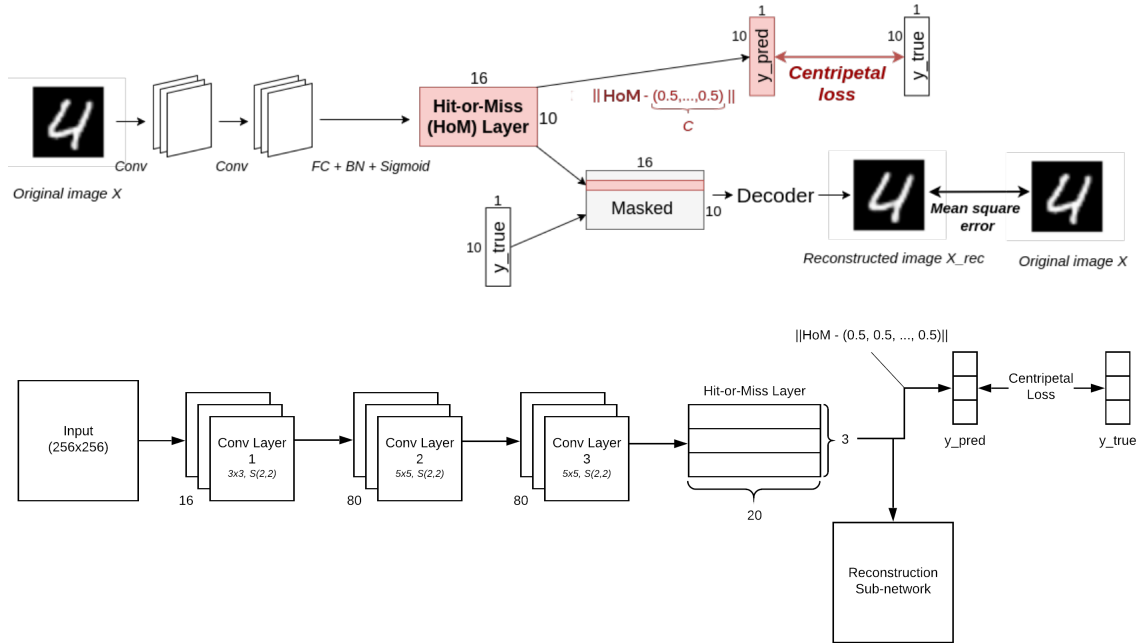 1
1
10
y_pred
10
y_true
Centripetal
loss
16
Hit-or-Miss
(HoM) Layer
10
||HoM - (0.5,...,0.5) ||
C
Conv
Conv
FC + BN + Sigmoid
Original image X
16
Masked
10
Decoder
1
10
y_true
Mean square
error
Reconstructed image X_rec
Original image X
||HoM - (0.5, 0.5, ..., 0.5)||
Input
(256x256)
Conv Layer
1
3x3, S(2,2)
16
Conv Layer
2
5x5, S(2,2)
80
Conv Layer
3
5x5, S(2,2)
80
Hit-or-Miss Layer
3
20
Centripetal
Loss
y_pred
y_true
Reconstruction
Sub-network